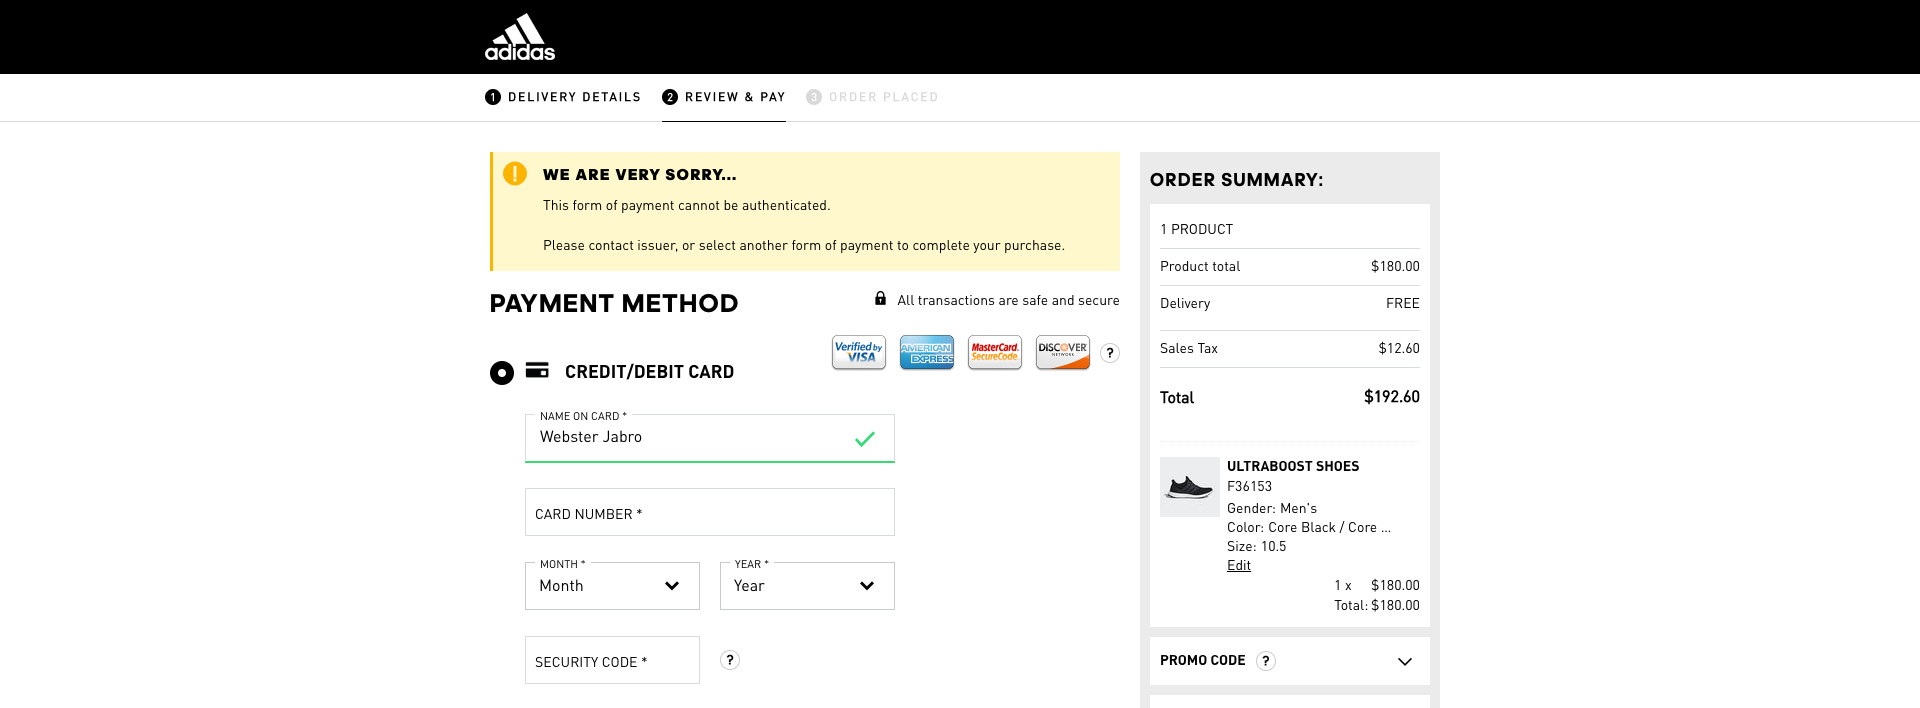 adidas
1 DELIVERY DETAILS 2 REVIEW & PAY 3 ORDER PLACED
! WE ARE VERY SORRY...
This form of payment cannot be authenticated.
Please contact issuer, or select another form of payment to complete your purchase.
PAYMENT METHOD
All transactions are safe and secure
Verified by VISA
AMERICAN EXPRESS
MasterCard. SecureCode.
DISCOVER NETWORK
?
CREDIT/DEBIT CARD
NAME ON CARD *
Webster Jabro
CARD NUMBER *
MONTH * YEAR *
Month Year
SECURITY CODE * ?
ORDER SUMMARY:
1 PRODUCT
Product total $180.00
Delivery FREE
Sales Tax $12.60
Total $192.60
ULTRABOOST SHOES
F36153
Gender: Men's
Color: Core Black / Core ...
Size: 10.5
Edit
1 x $180.00
Total: $180.00
PROMO CODE ?